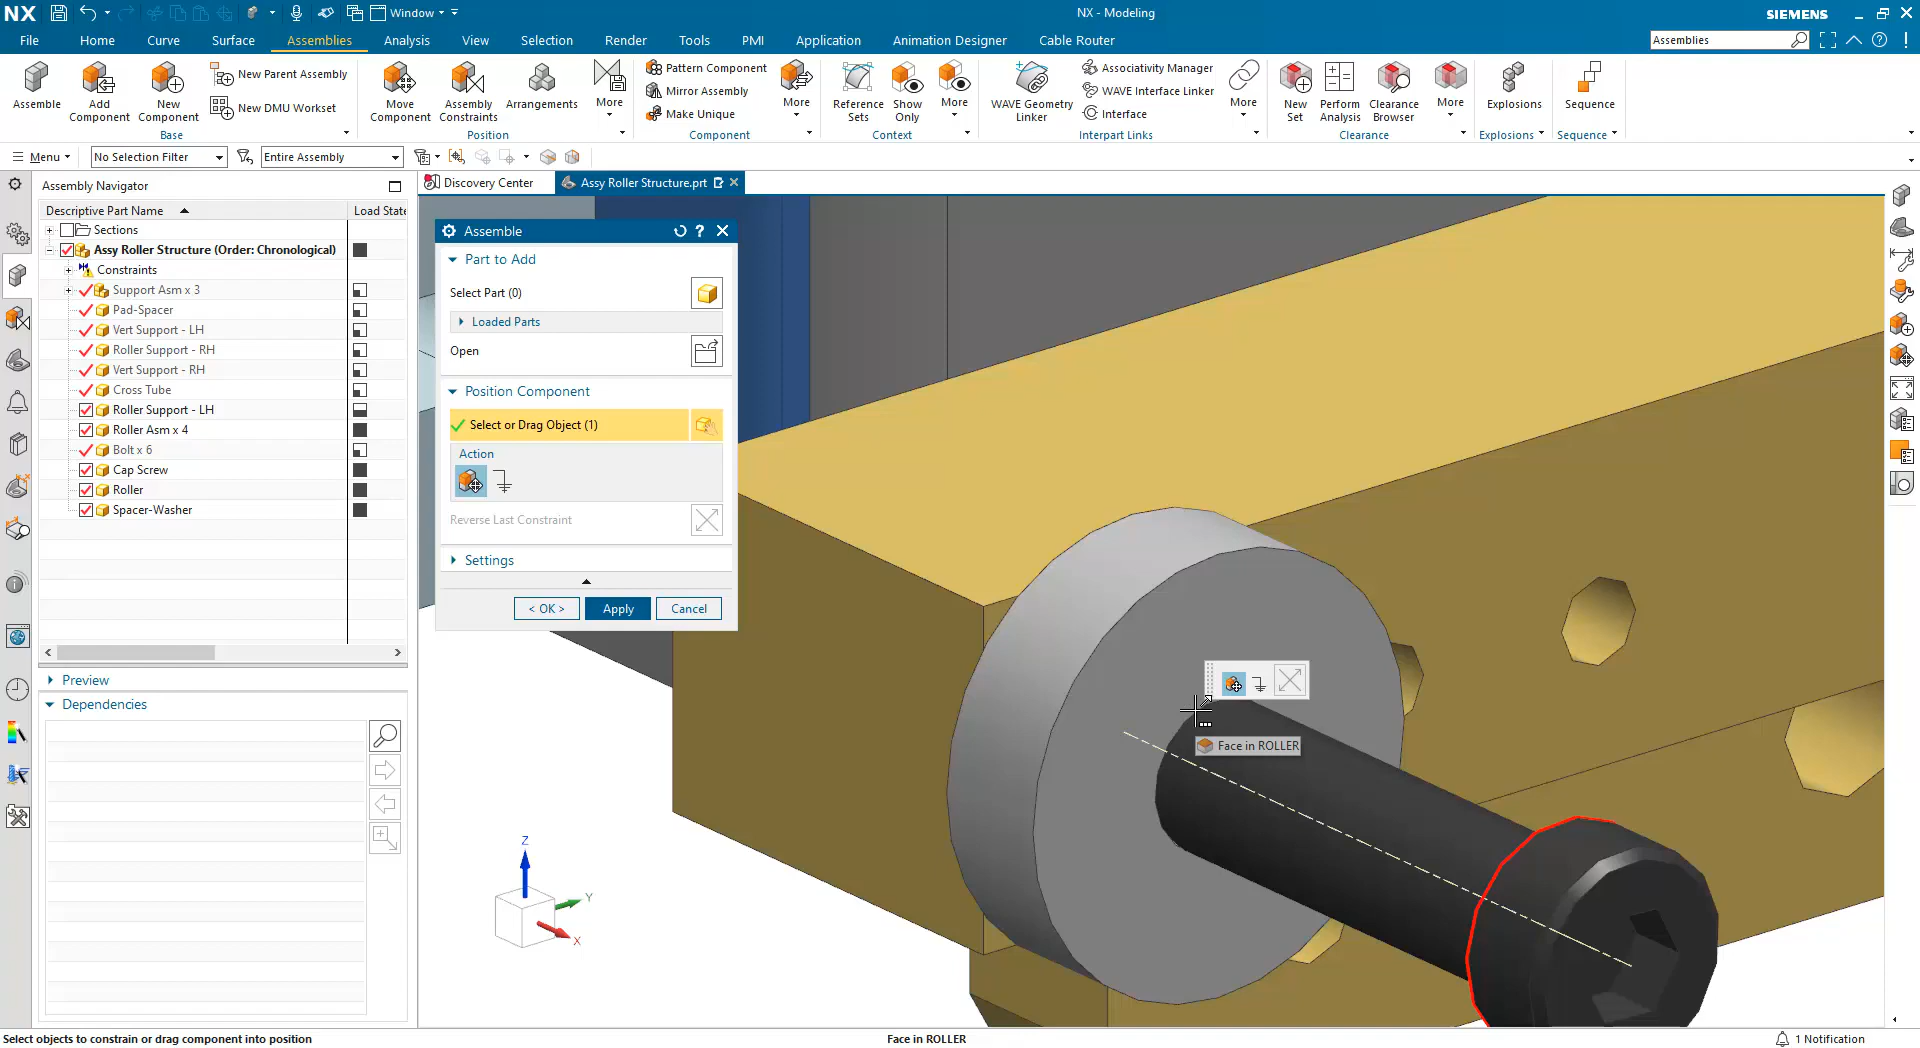 NX
Window
NX - Modeling
SIEMENS
File
Home
Curve
Surface
Assemblies
Analysis
View
Selection
Render
Tools
PMI
Application
Animation Designer
Cable Router
Assemblies
Assemble
Add Component
New Component
New Parent Assembly
New DMU Workset
Base
Move Component
Assembly Constraints
Arrangements
More
Position
Pattern Component
Mirror Assembly
Make Unique
More
Component
Reference Sets
Show Only
More
Context
WAVE Geometry Linker
Associativity Manager
WAVE Interface Linker
Interface
More
Interpart Links
New Set
Perform Analysis
Clearance Browser
More
Clearance
Explosions
Explosions
Sequence
Sequence
Menu
No Selection Filter
Entire Assembly
Assembly Navigator
Descriptive Part Name
Load State
Sections
Assy Roller Structure (Order: Chronological)
Constraints
Support Asm x 3
Pad-Spacer
Vert Support - LH
Roller Support - RH
Vert Support - RH
Cross Tube
Roller Support - LH
Roller Asm x 4
Bolt x 6
Cap Screw
Roller
Spacer-Washer
Preview
Dependencies
Discovery Center
Assy Roller Structure.prt
Assemble
Part to Add
Select Part (0)
Loaded Parts
Open
Position Component
Select or Drag Object (1)
Action
Reverse Last Constraint
Settings
< OK >
Apply
Cancel
Face in ROLLER
Z
Y
X
Select objects to constrain or drag component into position
Face in ROLLER
1 Notification